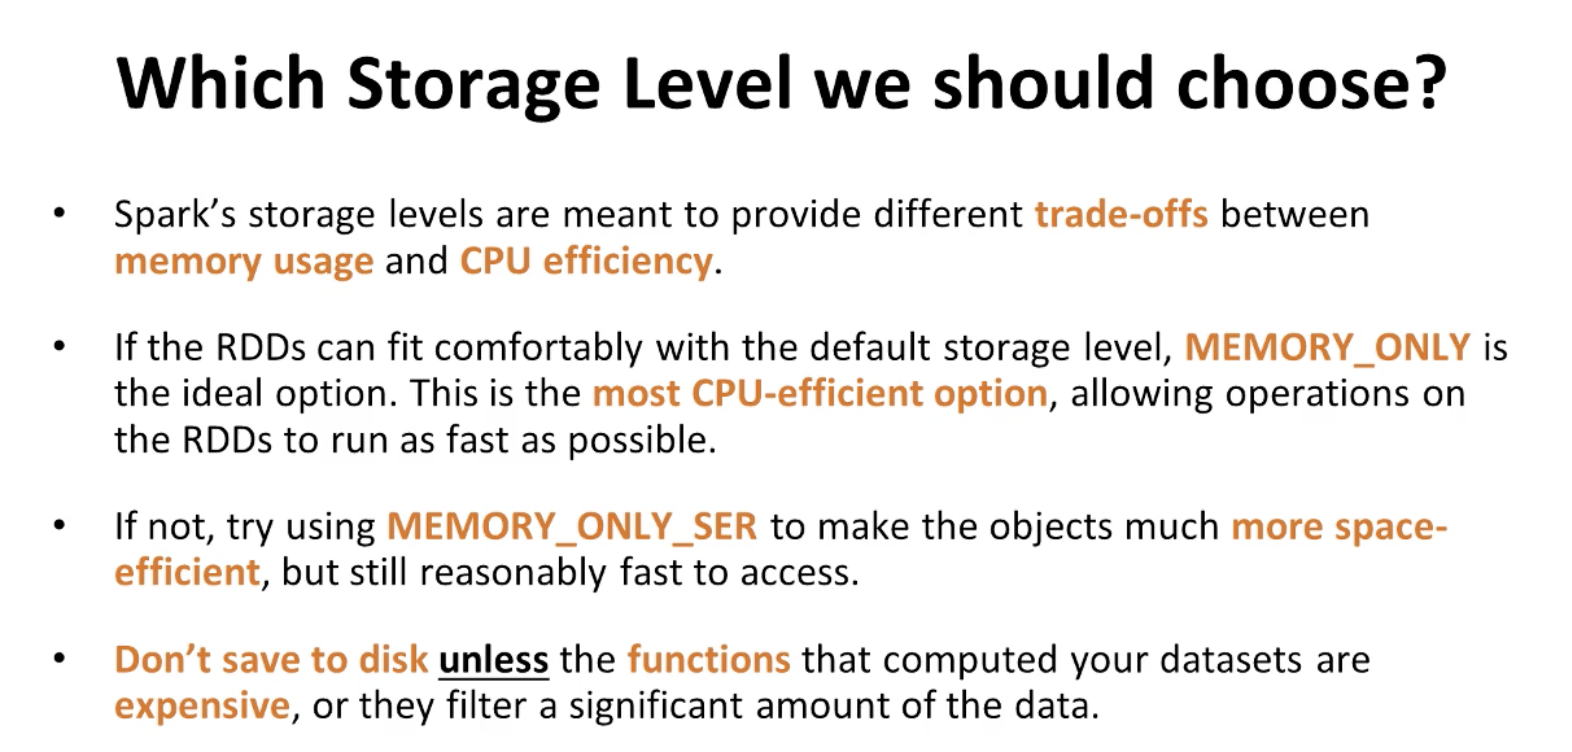 Which Storage Level we should choose?
• Spark’s storage levels are meant to provide different trade-offs between
memory usage and CPU efficiency.
• If the RDDs can fit comfortably with the default storage level, MEMORY_ONLY is
the ideal option. This is the most CPU-efficient option, allowing operations on
the RDDs to run as fast as possible.
• If not, try using MEMORY_ONLY_SER to make the objects much more space-
efficient, but still reasonably fast to access.
• Don’t save to disk unless the functions that computed your datasets are
expensive, or they filter a significant amount of the data.